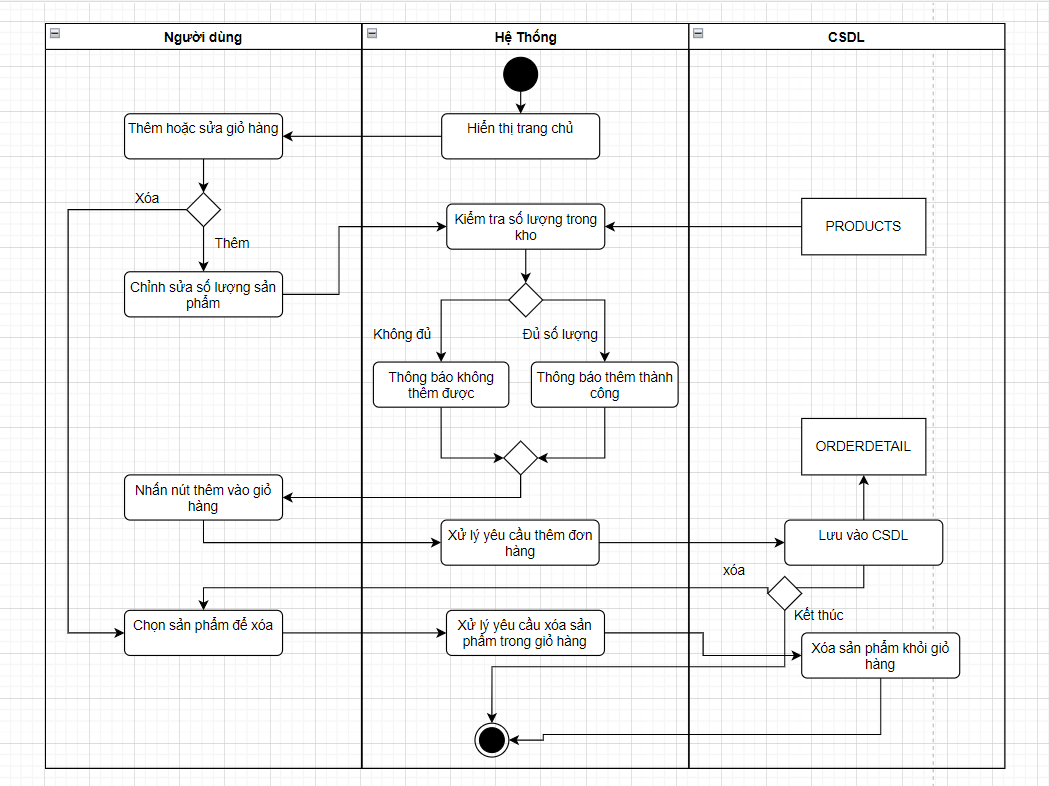 Người dùng
Hệ Thống
CSDL
Thêm hoặc sửa giỏ hàng
Hiển thị trang chủ
Xóa
Thêm
Kiểm tra số lượng trong
kho
PRODUCTS
Chỉnh sửa số lượng sản
phẩm
Không đủ
Đủ số lượng
Thông báo không
thêm được
Thông báo thêm thành
công
ORDERDETAIL
Nhấn nút thêm vào giỏ
hàng
Xử lý yêu cầu thêm đơn
hàng
Lưu vào CSDL
xóa
Kết thúc
Chọn sản phẩm để xóa
Xử lý yêu cầu xóa sản
phẩm trong giỏ hàng
Xóa sản phẩm khỏi giỏ
hàng